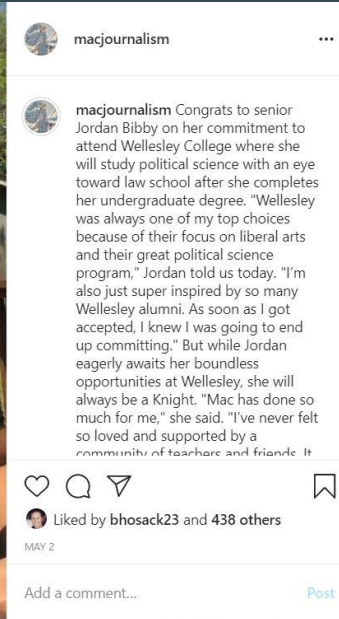 macjournalism
macjournalism Congrats to senior
Jordan Bibby on her commitment to
attend Wellesley College where she
will study political science with an eye
toward law school after she completes
her undergraduate degree. "Wellesley
was always one of my top choices
because of their focus on liberal arts
and their great political science
program," Jordan told us today. "I'm
also just super inspired by so many
Wellesley alumni. As soon as I got
accepted, I knew I was going to end
up committing." But while Jordan
eagerly awaits her boundless
opportunities at Wellesley, she will
always be a Knight. "Mac has done so
much for me," she said. "I've never felt
so loved and supported by a
community of teachers and friends. It
Liked by bhosack23 and 438 others
MAY 2
Add a comment...
Post